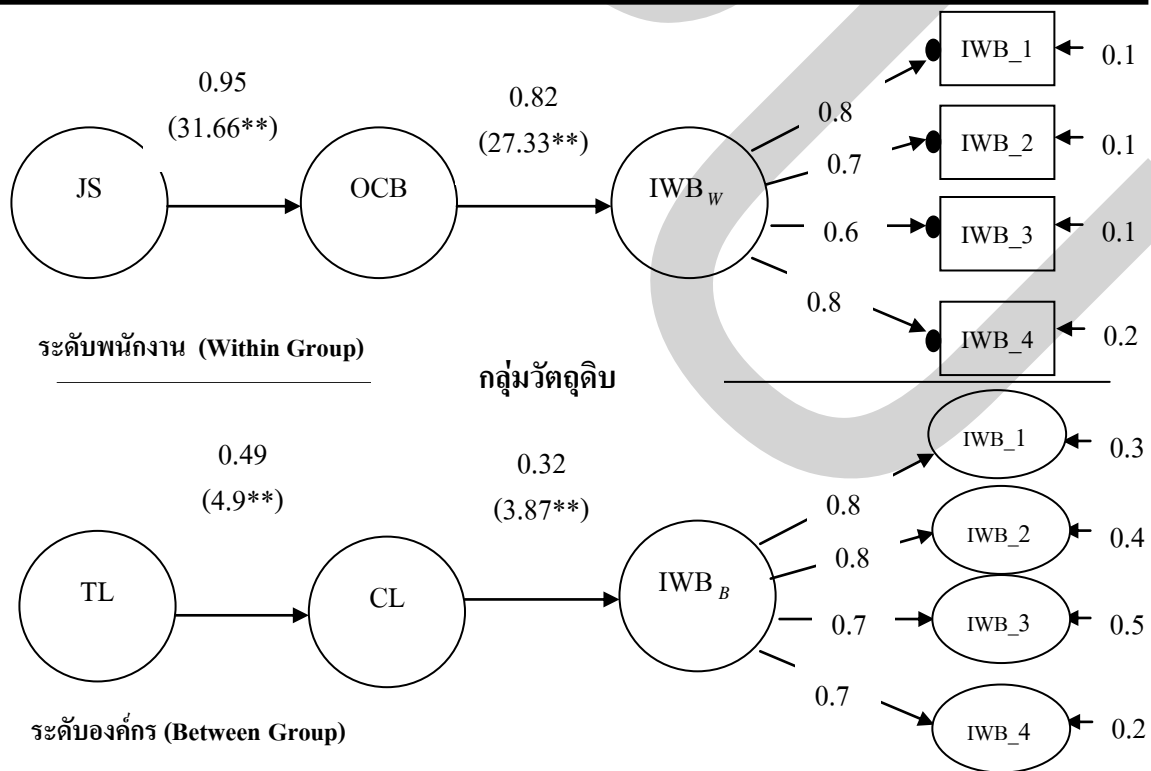 0.95
(31.66**)
0.82
(27.33**)
JS
OCB
IWB W
0.8
0.7
0.6
0.8
IWB_1
0.1
IWB_2
0.1
IWB_3
0.1
IWB_4
0.2
ระดับพนักงาน (Within Group)
กลุ่มวัตถุดิบ
0.49
(4.9**)
0.32
(3.87**)
TL
CL
IWB B
0.8
0.8
0.7
0.7
IWB_1
0.3
IWB_2
0.4
IWB_3
0.5
IWB_4
0.2
ระดับองค์กร (Between Group)